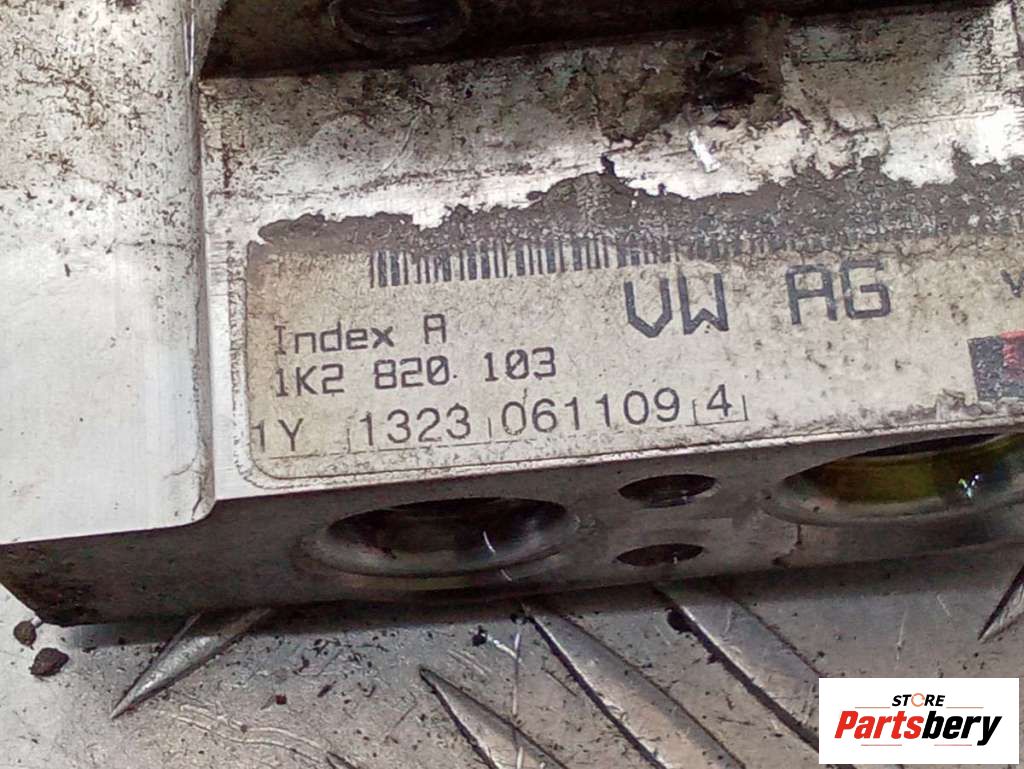 VW AG
Index A
1K2 820 103
1Y 1323 061109 4
STORE
Partsbery